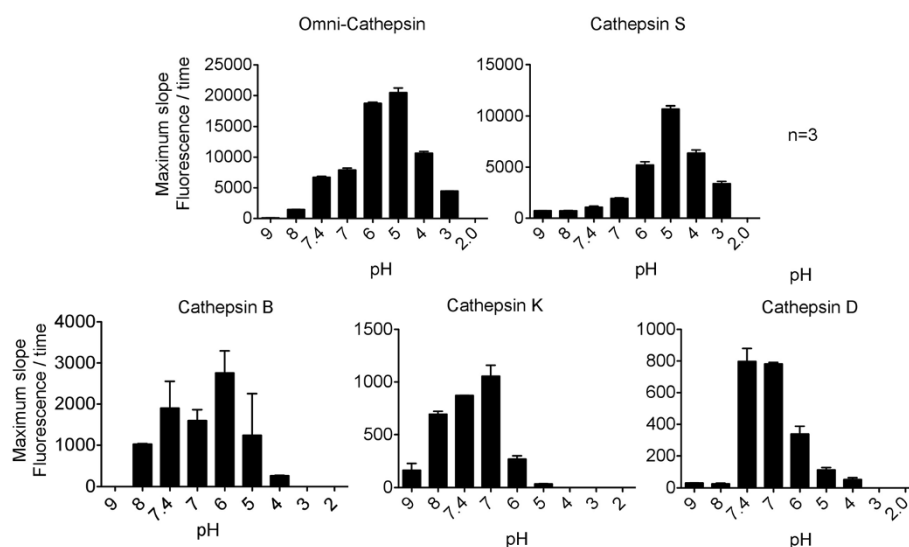 Omni-Cathepsin
Maximum slope
Fluorescence / time
25000
20000
15000
10000
5000
0
9 8 7.4 7 6 5 4 3 2.0
pH
Cathepsin S
15000
10000
5000
0
9 8 7.4 7 6 5 4 3 2.0
pH
n=3
pH
Cathepsin B
Maximum slope
Fluorescence / time
4000
3000
2000
1000
0
9 8 7.4 7 6 5 4 3 2
pH
Cathepsin K
1500
1000
500
0
9 8 7.4 7 6 5 4 3 2
pH
Cathepsin D
1000
800
600
400
200
0
9 8 7.4 7 6 5 4 3 2.0
pH